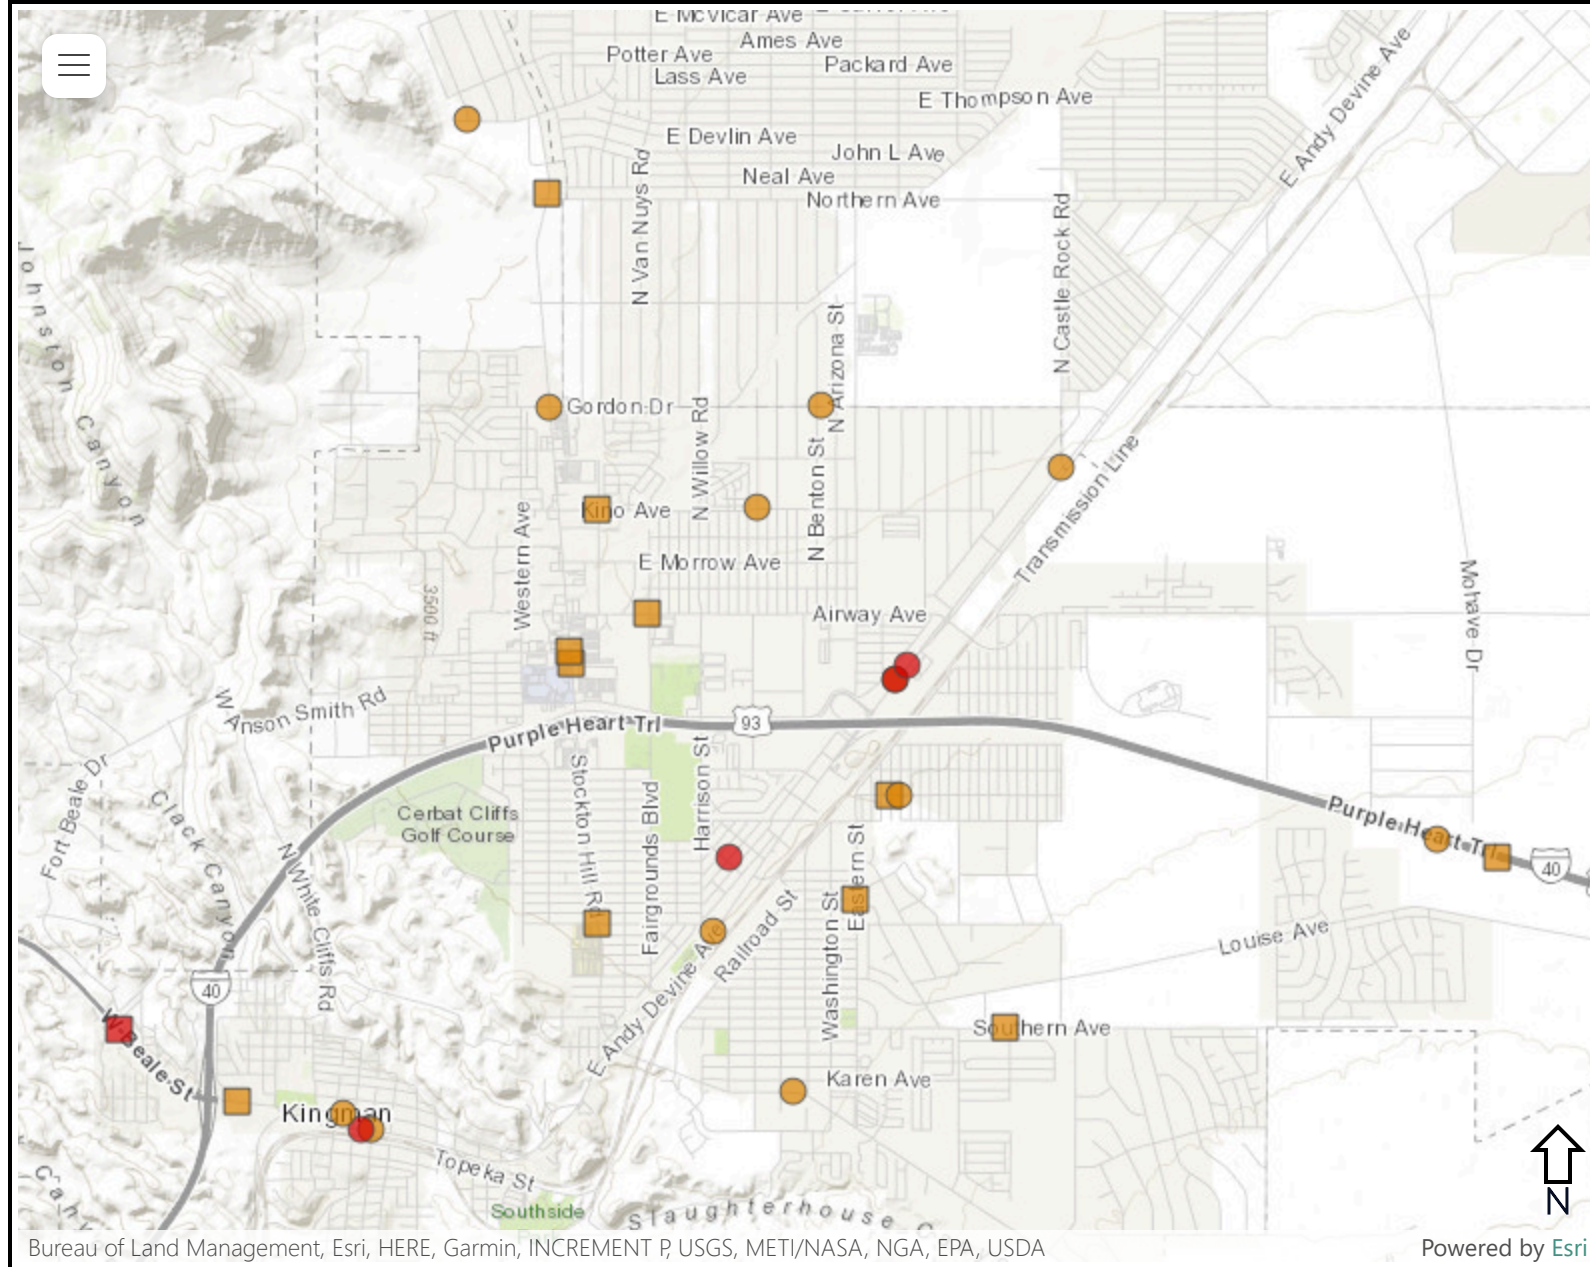 E McVicar Ave
Ames Ave
Potter Ave
Packard Ave
Lass Ave
E Thompson Ave
E Andy Devine Ave
E Devlin Ave
John L Ave
Neal Ave
Northern Ave
N Van Nuys Rd
N Castle Rock Rd
Johnston Canyon
N Arizona St
Gordon Dr
N Willow Rd
N Benton St
Transmission Line
Kino Ave
Western Ave
E Morrow Ave
3500 ft
Mohave Dr
Airway Ave
W Anson Smith Rd
Purple Heart Trl
93
Fort Beale Dr
Clack Canyon
Stockton Hill Rd
Harrison St
Fairgrounds Blvd
Cerbat Cliffs
Golf Course
Purple Heart Trl
40
N White Cliffs Rd
Eastern St
Washington St
Railroad St
E Andy Devine Ave
Louise Ave
40
W Beale St
Southern Ave
Karen Ave
Kingman
Topeka St
Southside
Slaughterhouse C
N
Bureau of Land Management, Esri, HERE, Garmin, INCREMENT P, USGS, METI/NASA, NGA, EPA, USDA
Powered by Esri